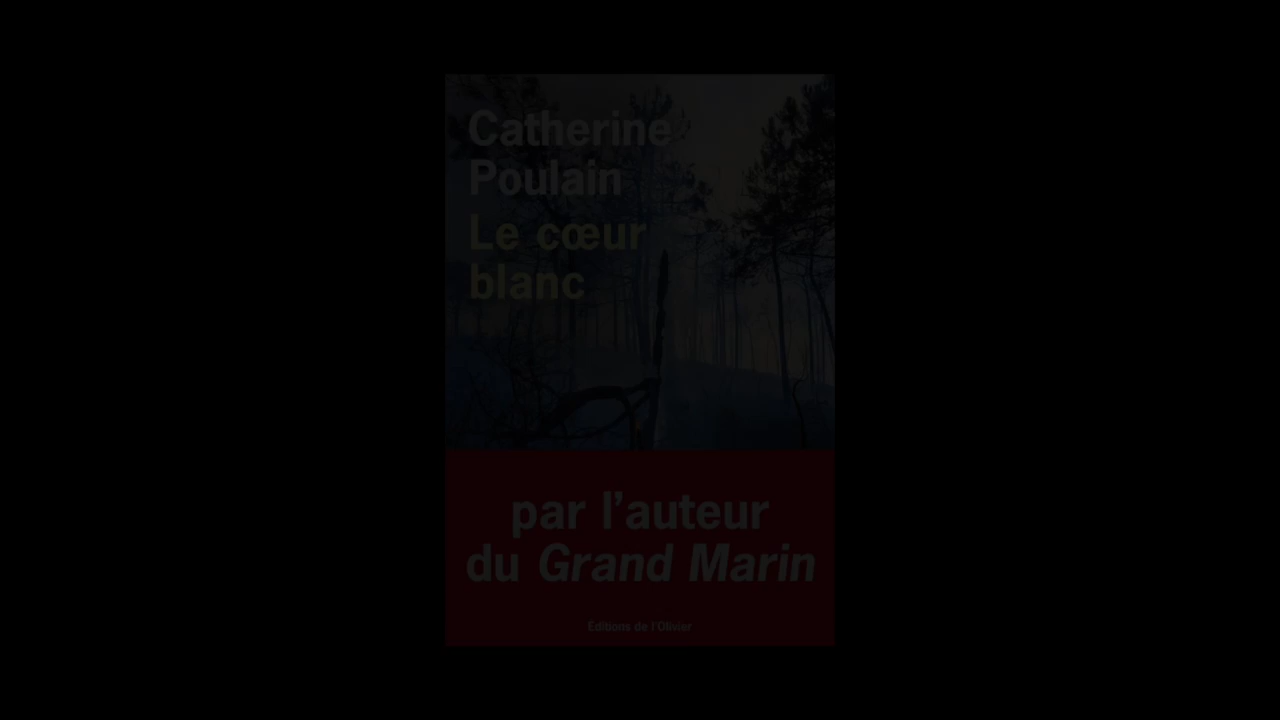 Catherine
Poulain
Le cœur
blanc
par l’auteur
du Grand Marin
Éditions de l’Olivier